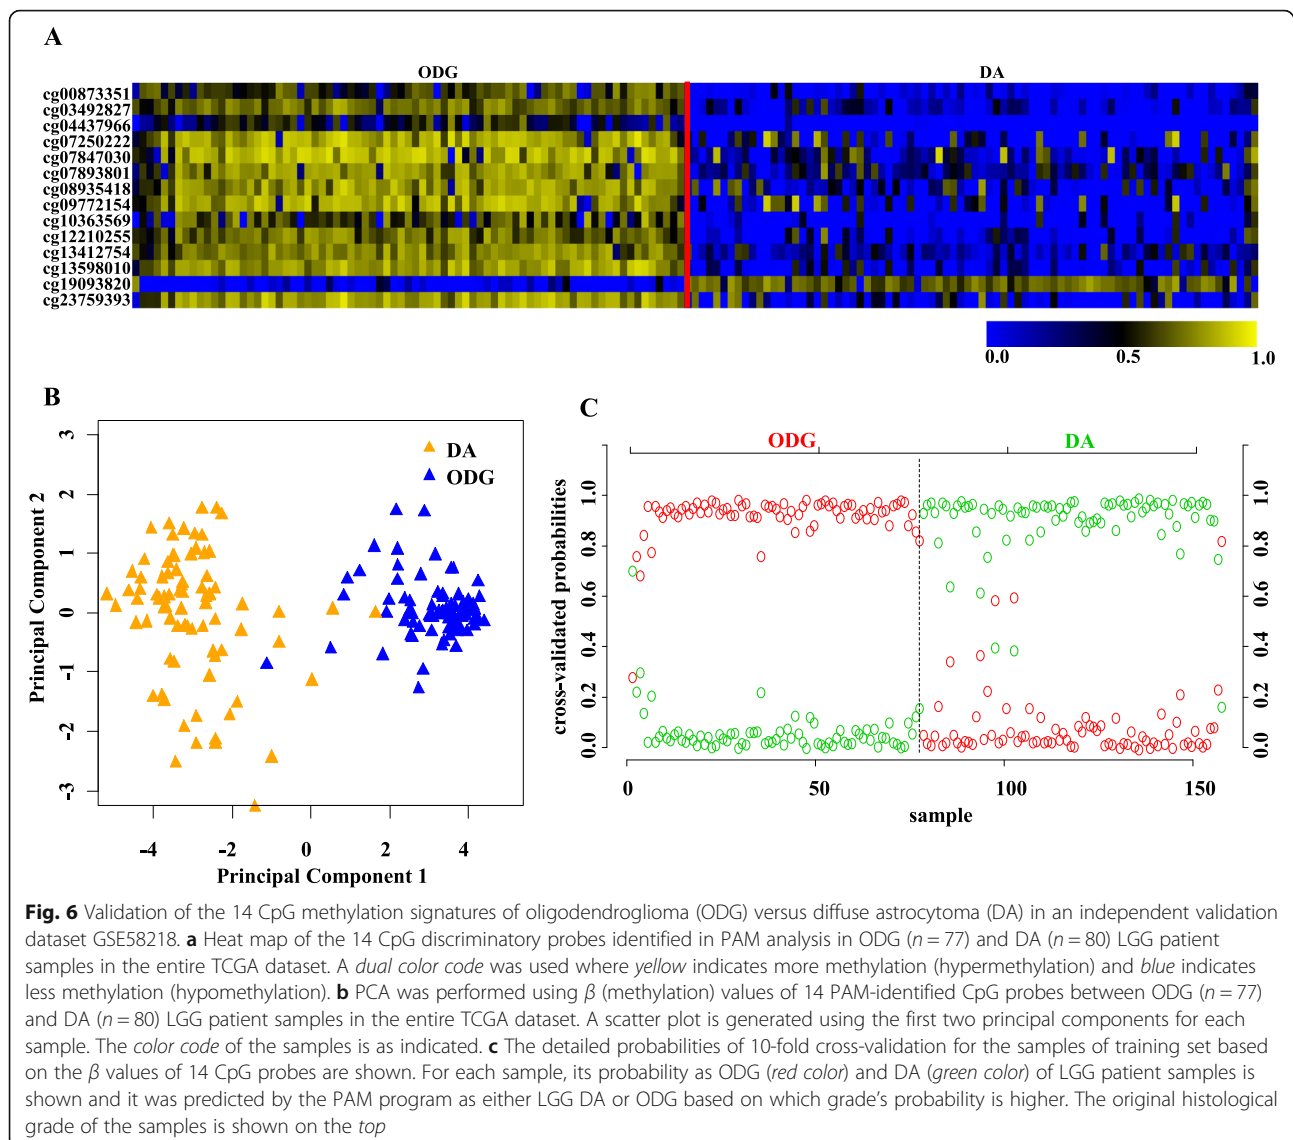 A
ODG
DA
cg00873351
cg03492827
cg04437966
cg07250222
cg07847030
cg07893801
cg08935418
cg09772154
cg10363569
cg12210255
cg13412754
cg13598010
cg19093820
cg23759393
0.0 0.5 1.0
B
3
2
1
0
-1
-2
-3
Principal Component 2
DA
ODG
-4 -2 0 2 4
Principal Component 1
C
ODG
DA
cross-validated probabilities
1.0
0.8
0.6
0.4
0.2
0.0
1.0
0.8
0.6
0.4
0.2
0.0
0 50 100 150
sample
Fig. 6 Validation of the 14 CpG methylation signatures of oligodendroglioma (ODG) versus diffuse astrocytoma (DA) in an independent validation
dataset GSE58218. a Heat map of the 14 CpG discriminatory probes identified in PAM analysis in ODG (n = 77) and DA (n = 80) LGG patient
samples in the entire TCGA dataset. A dual color code was used where yellow indicates more methylation (hypermethylation) and blue indicates
less methylation (hypomethylation). b PCA was performed using β (methylation) values of 14 PAM-identified CpG probes between ODG (n = 77)
and DA (n = 80) LGG patient samples in the entire TCGA dataset. A scatter plot is generated using the first two principal components for each
sample. The color code of the samples is as indicated. c The detailed probabilities of 10-fold cross-validation for the samples of training set based
on the β values of 14 CpG probes are shown. For each sample, its probability as ODG (red color) and DA (green color) of LGG patient samples is
shown and it was predicted by the PAM program as either LGG DA or ODG based on which grade's probability is higher. The original histological
grade of the samples is shown on the top